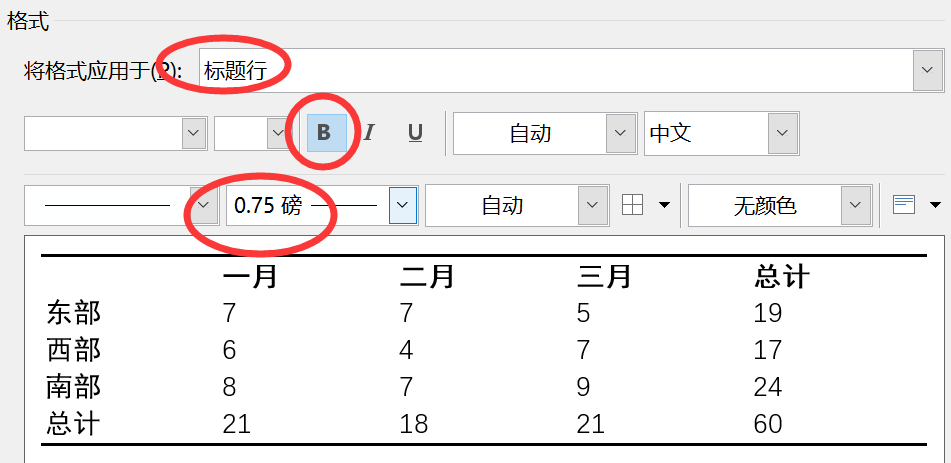 格式
将格式应用于(P): 标题行
B I U 自动 中文
0.75 磅 自动 无颜色
一月 二月 三月 总计
东部 7 7 5 19
西部 6 4 7 17
南部 8 7 9 24
总计 21 18 21 60